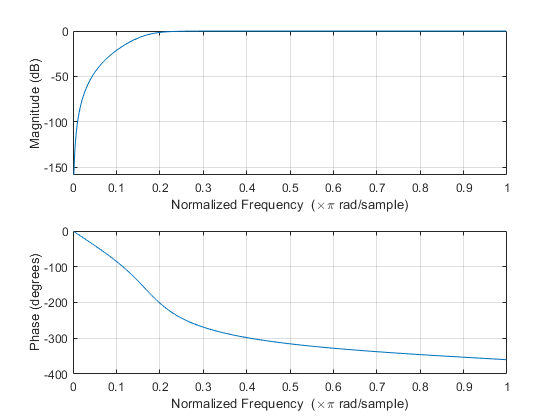 0
-50
-100
-150
Magnitude (dB)
0 0.1 0.2 0.3 0.4 0.5 0.6 0.7 0.8 0.9 1
Normalized Frequency (×π rad/sample)
0
-100
-200
-300
-400
Phase (degrees)
0 0.1 0.2 0.3 0.4 0.5 0.6 0.7 0.8 0.9 1
Normalized Frequency (×π rad/sample)